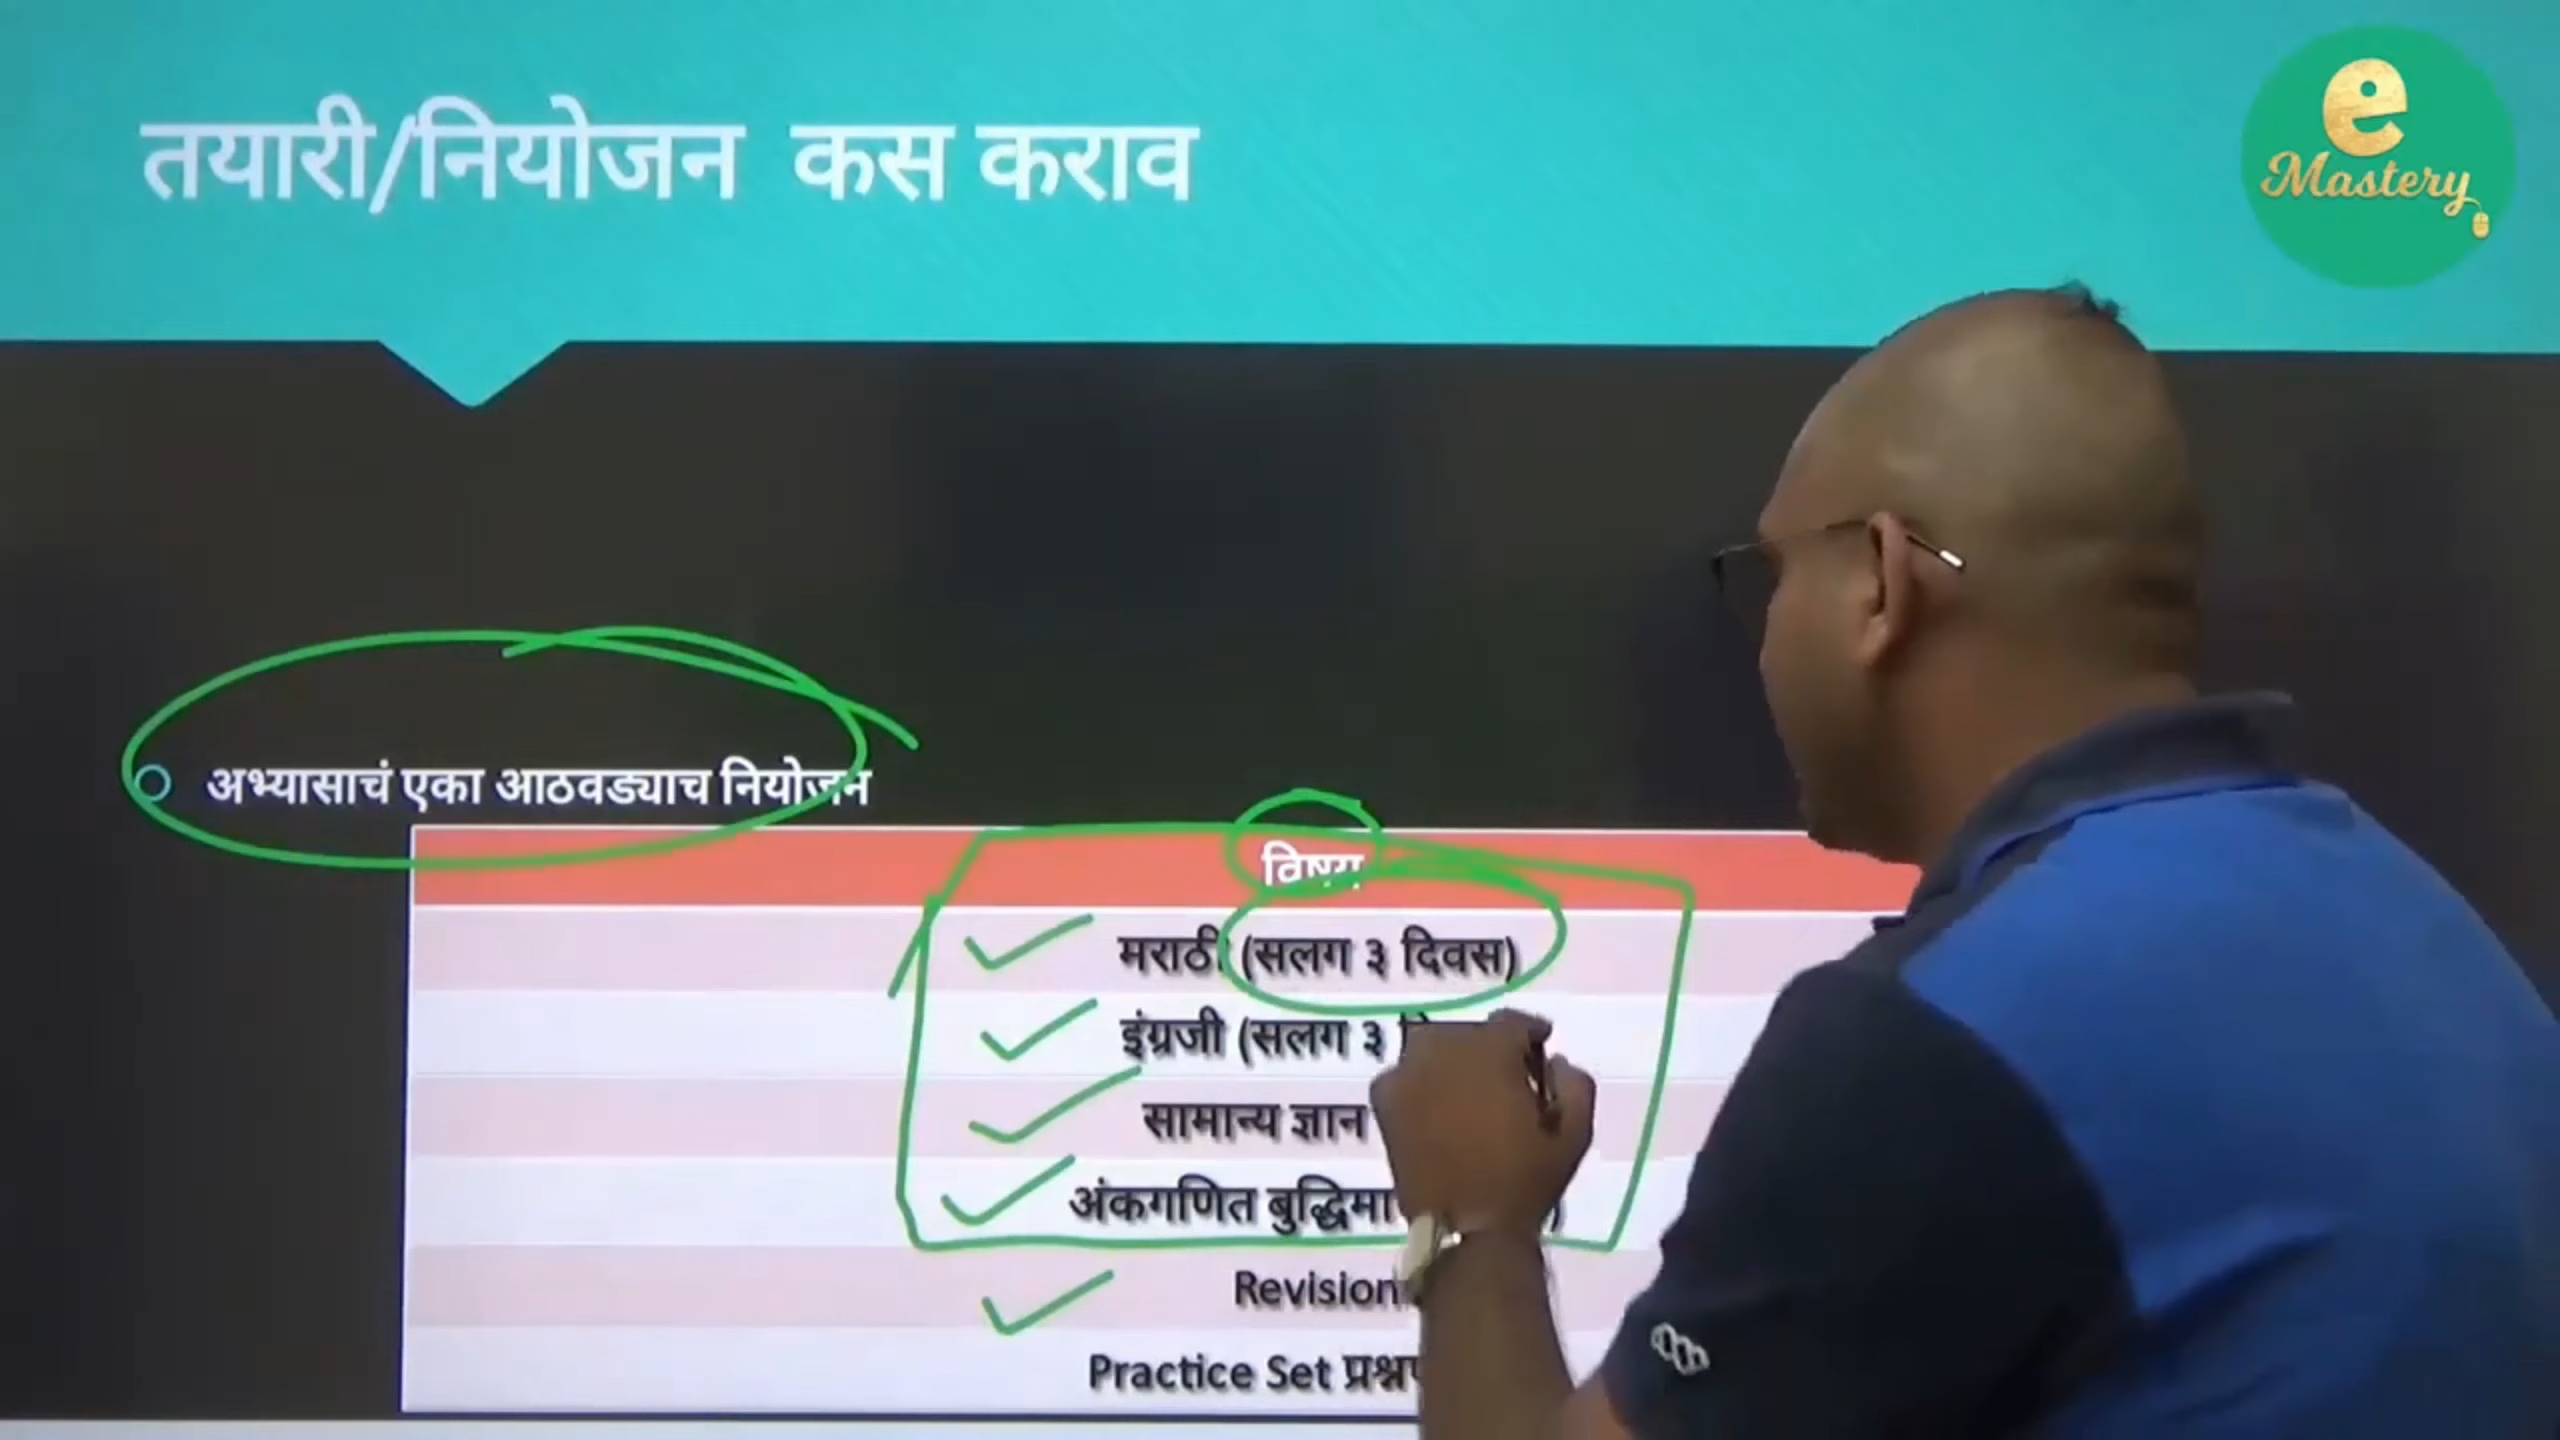 तयारी/नियोजन कस कराव
e
Mastery
अभ्यासाचं एका आठवड्याच नियोजन
विषय
मराठी (सलग ३ दिवस)
इंग्रजी (सलग ३
सामान्य ज्ञान
अंकगणित
Revision
Practice Set